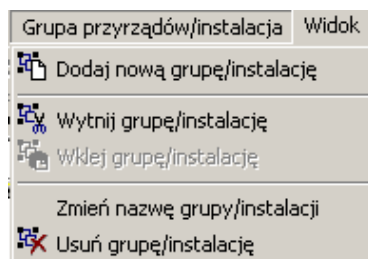 Grupa przyrządów/instalacja Widok
Dodaj nową grupę/instalację
Wytnij grupę/instalację
Wklej grupę/instalację
Zmień nazwę grupy/instalacji
Usuń grupę/instalację